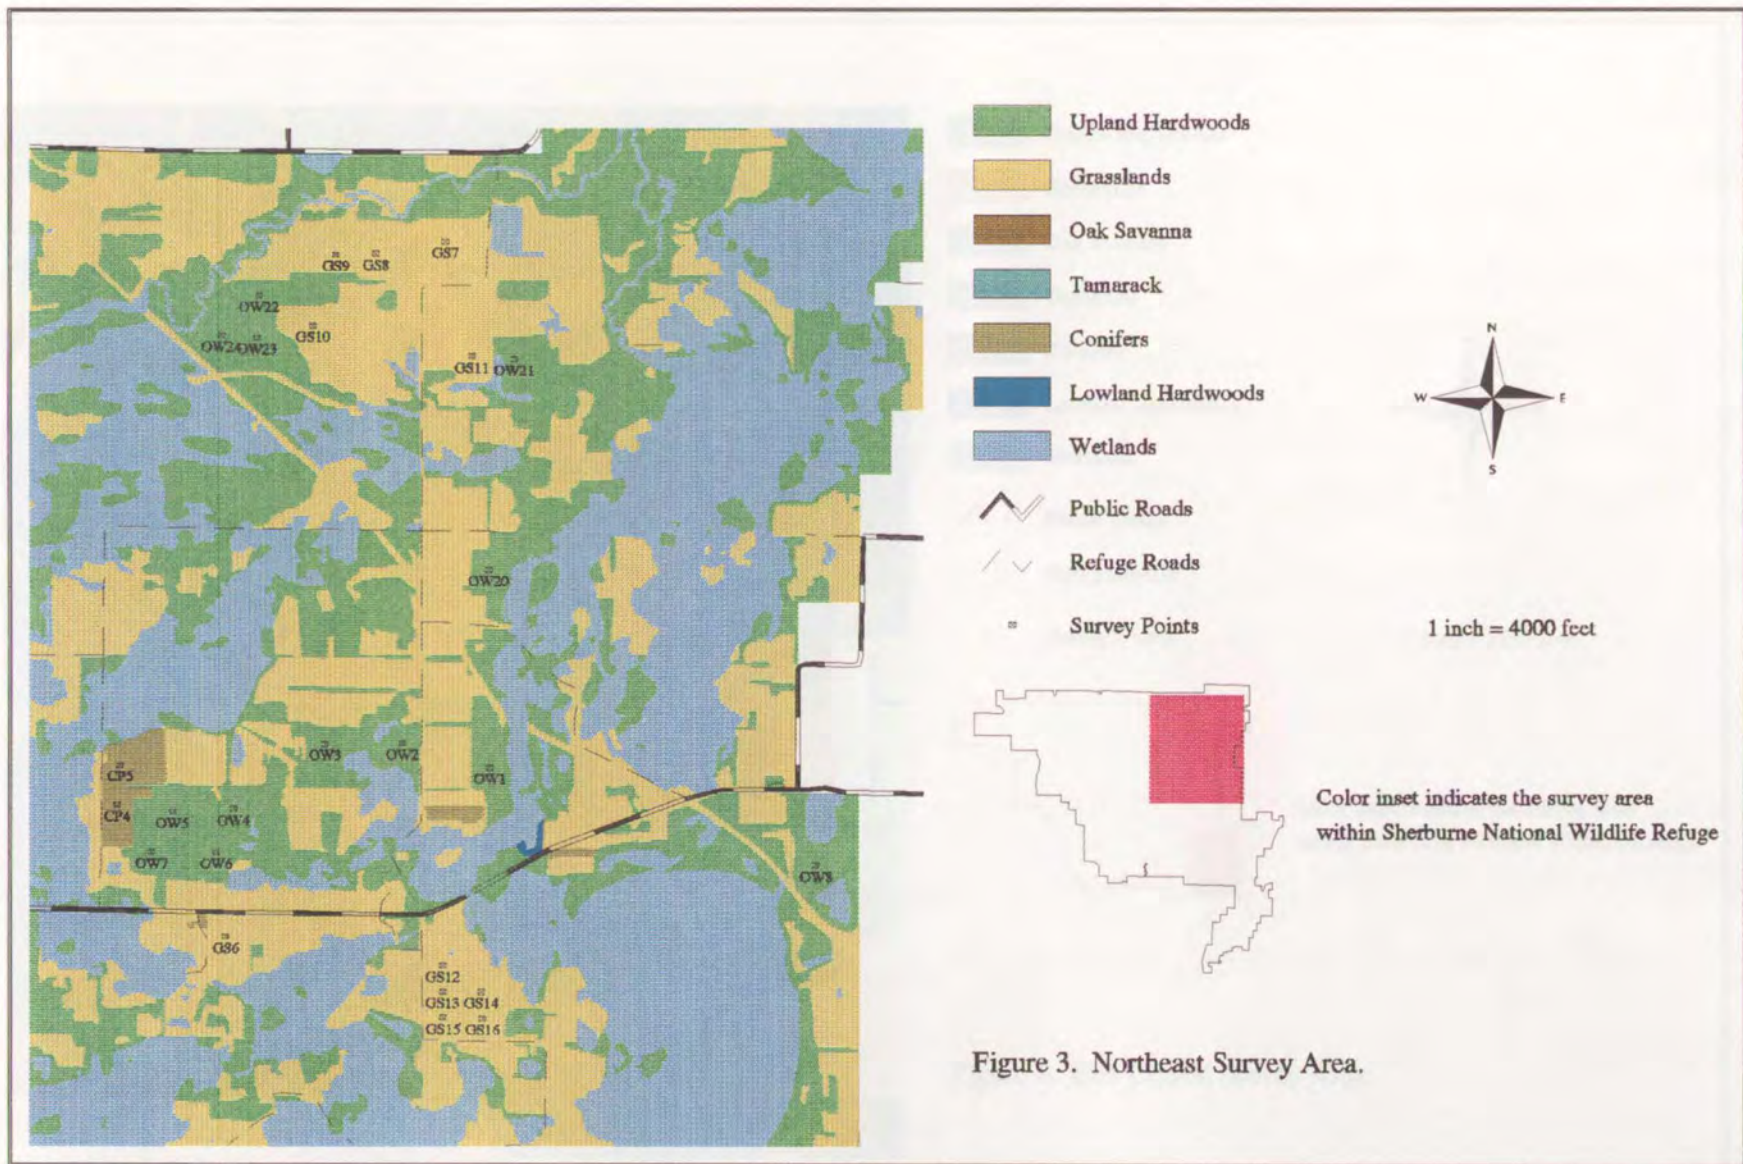 Upland Hardwoods
Grasslands
Oak Savanna
Tamarack
Conifers
Lowland Hardwoods
Wetlands
Public Roads
Refuge Roads
Survey Points
N
W E
S
1 inch = 4000 feet
Color inset indicates the survey area
within Sherburne National Wildlife Refuge
Figure 3. Northeast Survey Area.
GS7
GS9 GS8
OW22
OW24 OW23 GS10
GS11 OW21
OW20
OW3 OW2
CP5 OW1
CP4 OW5 OW4
OW7 OW6
OW8
GS6
GS12
GS13 GS14
GS15 GS16